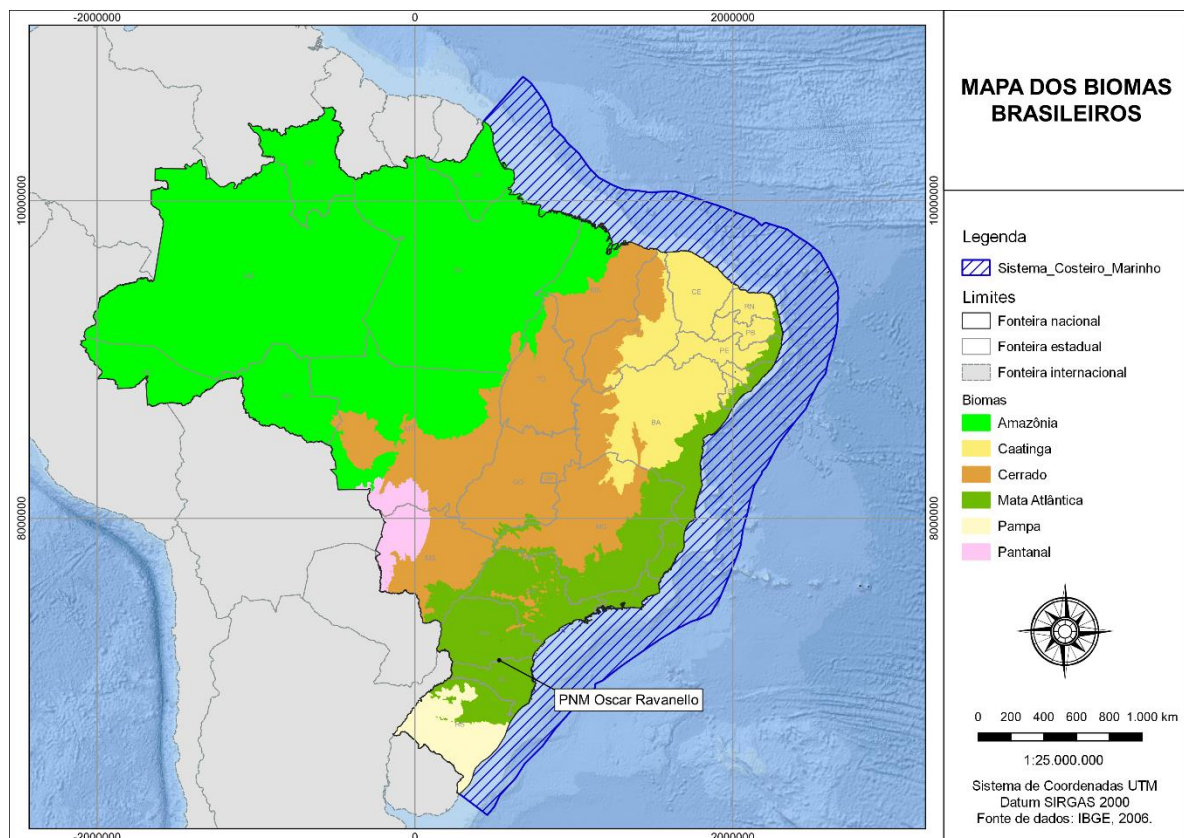 -2000000 0 2000000
MAPA DOS BIOMAS
BRASILEIROS
10000000
10000000
8000000
8000000
CE
RN
PB
PE
BA
PNM Oscar Ravanello
-2000000 0 2000000
Legenda
Sistema_Costeiro_Marinho
Limites
Fonteira nacional
Fonteira estadual
Fonteira internacional
Biomas
Amazônia
Caatinga
Cerrado
Mata Atlântica
Pampa
Pantanal
0 200 400 600 800 1.000 km
1:25.000.000
Sistema de Coordenadas UTM
Datum SIRGAS 2000
Fonte de dados: IBGE, 2006.